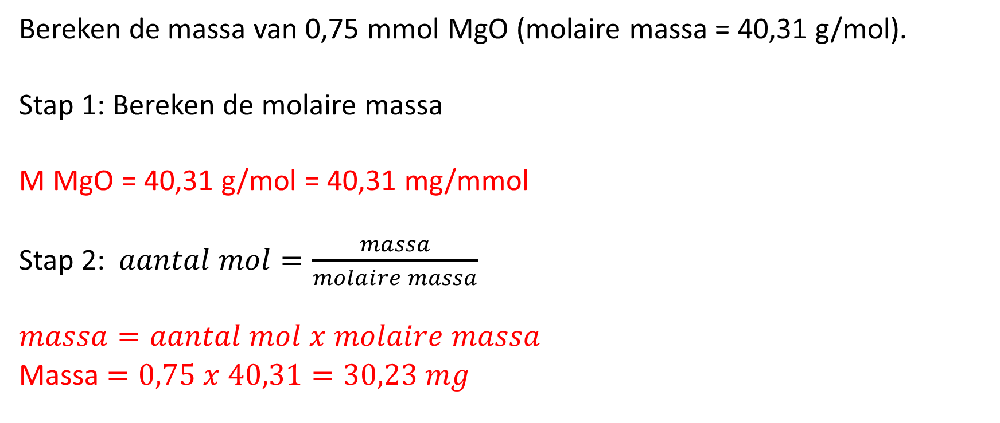 Bereken de massa van 0,75 mmol MgO (molaire massa = 40,31 g/mol).
Stap 1: Bereken de molaire massa
M MgO = 40,31 g/mol = 40,31 mg/mmol
Stap 2: aantal mol = massa / molaire massa
massa = aantal mol x molaire massa
Massa = 0,75 x 40,31 = 30,23 mg